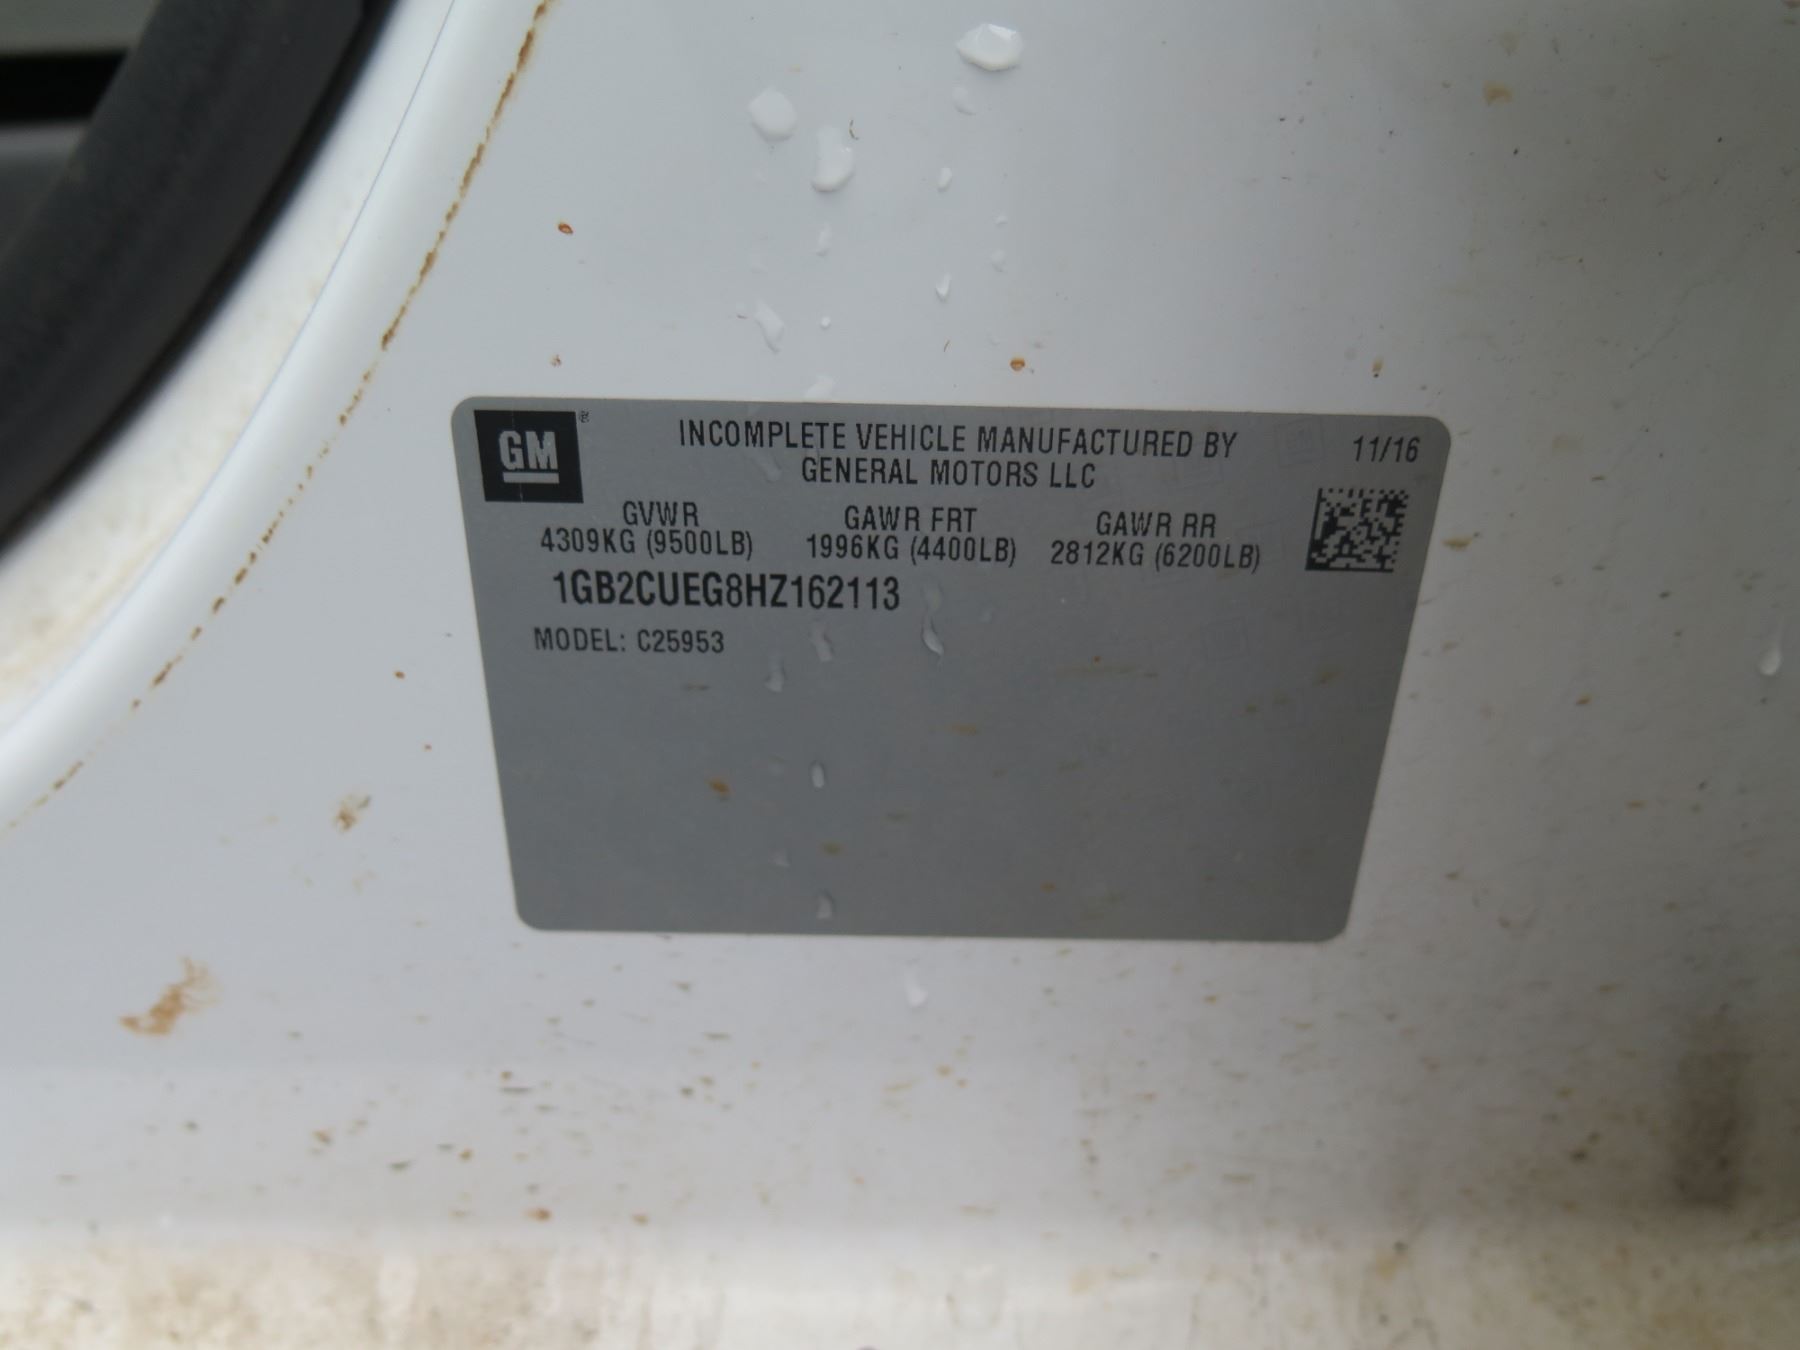 GM ®
INCOMPLETE VEHICLE MANUFACTURED BY
GENERAL MOTORS LLC
11/16
GVWR
4309KG (9500LB)
GAWR FRT
1996KG (4400LB)
GAWR RR
2812KG (6200LB)
1GB2CUEG8HZ162113
MODEL: C25953